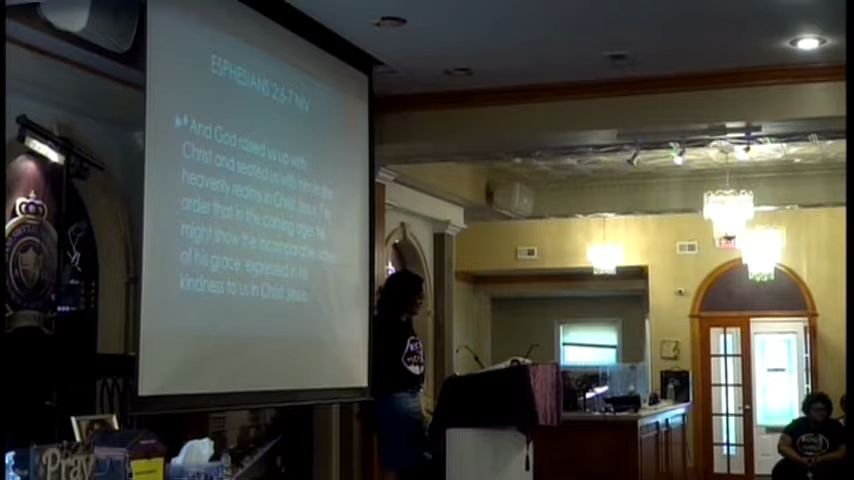 ESPHESIANS 2:6-7 NIV
And God raised us up with
Christ and seated us with him in the
heavenly realms in Christ Jesus, in
order that in the coming ages he
might show the incomparable riches
of his grace, expressed in his
kindness to us in Christ Jesus
Pray